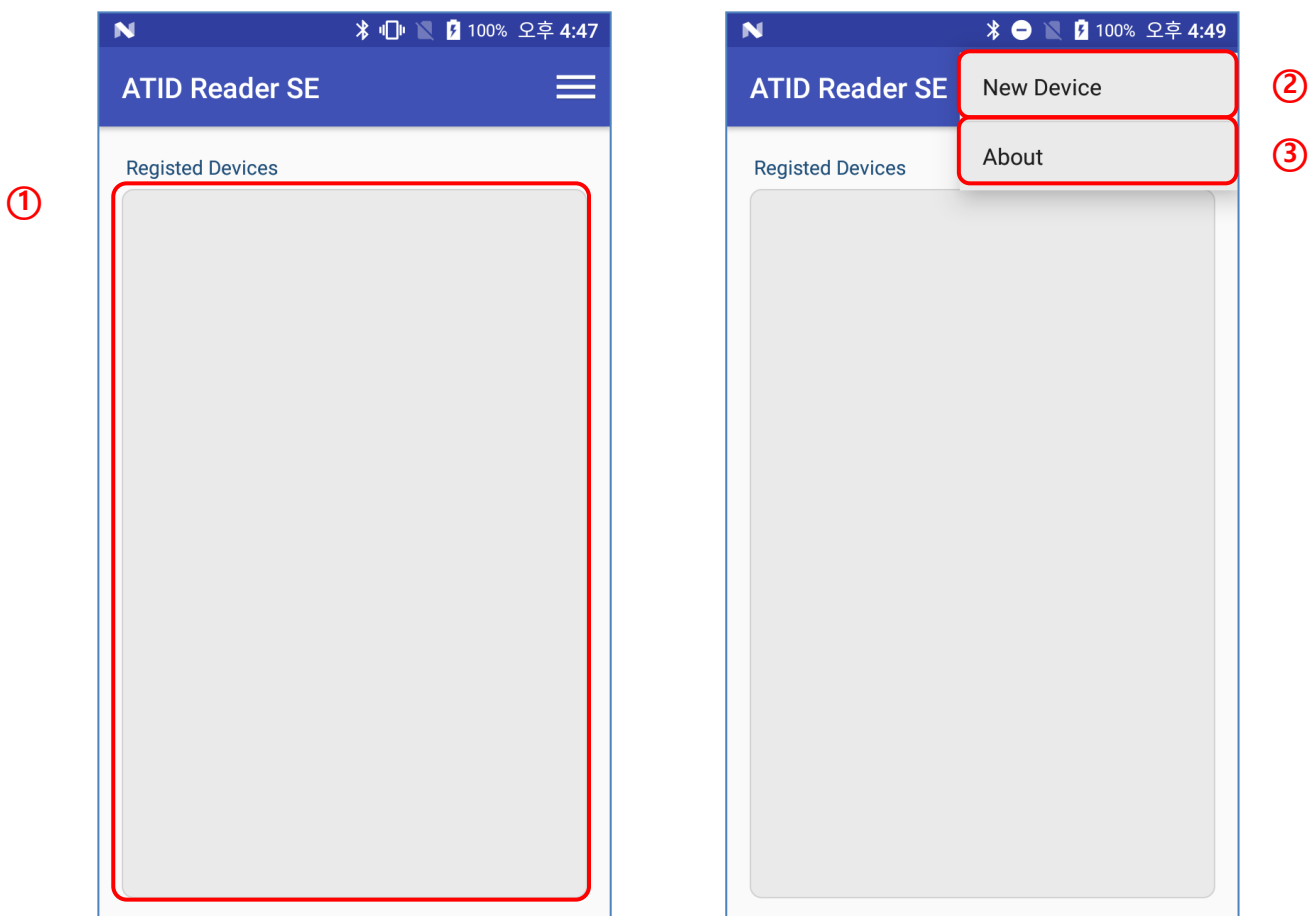 100% 오후 4:47
ATID Reader SE
Registed Devices
①
100% 오후 4:49
ATID Reader SE
New Device
②
About
③
Registed Devices